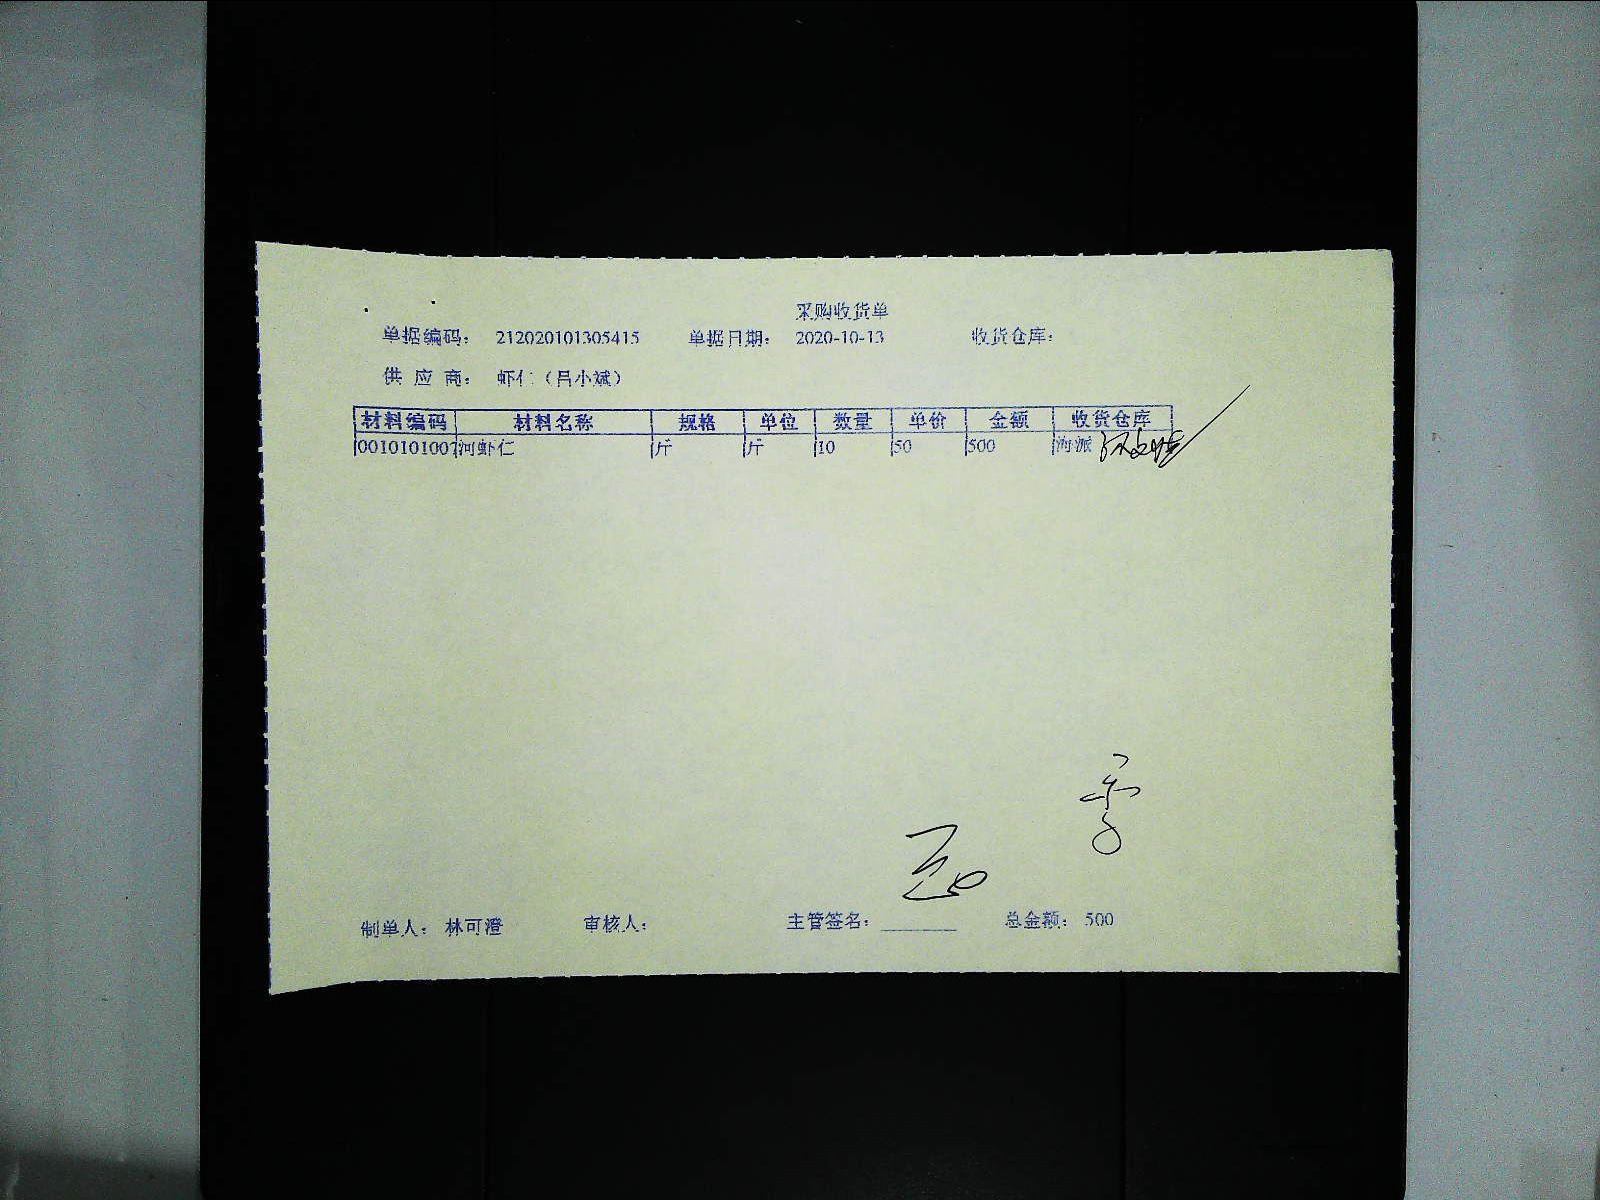 采购收货单
单据编码： 212020101305415 单据日期： 2020-10-13 收货仓库：
供 应 商： 虾仁（吕小斌）
材料编码 材料名称 规格 单位 数量 单价 金额 收货仓库
0010101007 河虾仁 斤 斤 10 50 500 海派
制单人： 林可澄 审核人： 主管签名： 总金额： 500